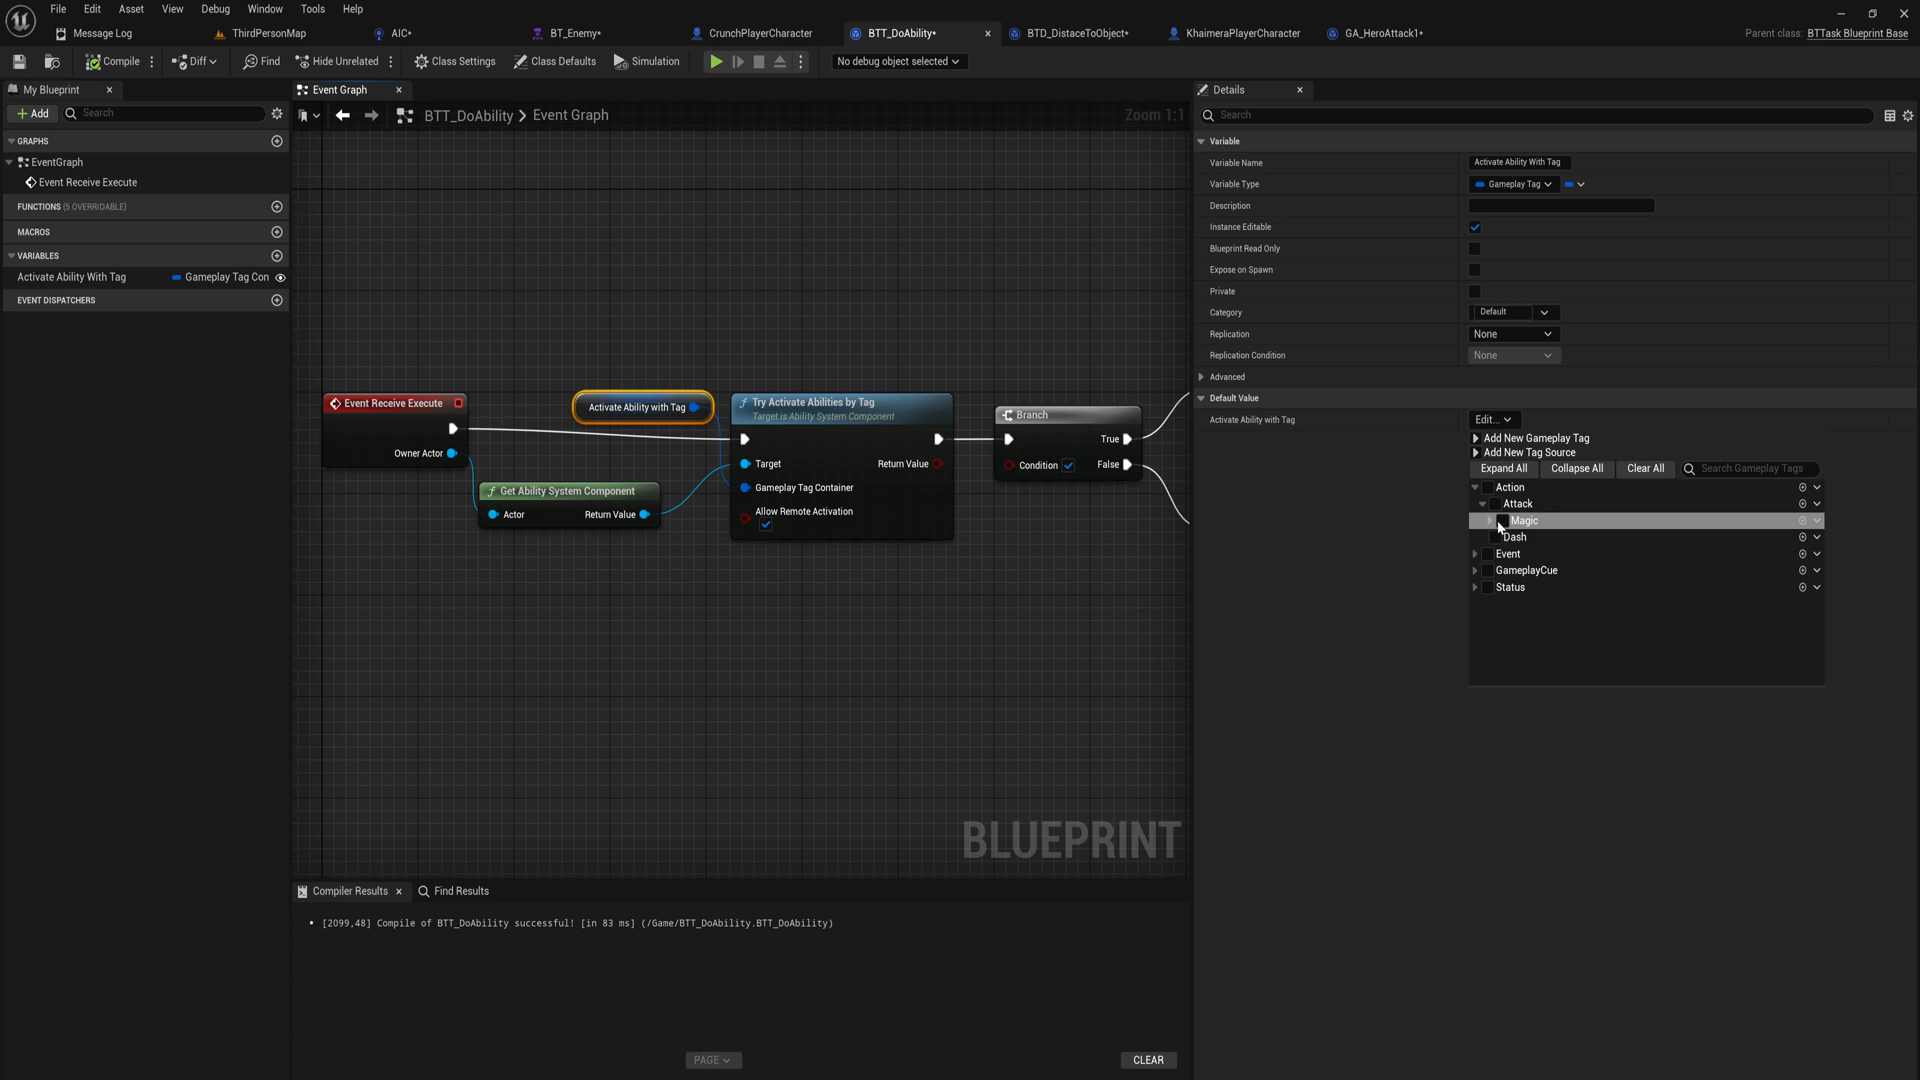 File Edit Asset View Debug Window Tools Help
Message Log
ThirdPersonMap
AIC*
BT_Enemy*
CrunchPlayerCharacter
BTT_DoAbility*
BTD_DistaceToObject*
KhaimeraPlayerCharacter
GA_HeroAttack1*
Parent class: BTTask Blueprint Base
Compile
Diff
Find
Hide Unrelated
Class Settings
Class Defaults
Simulation
No debug object selected
My Blueprint
Add
Search
GRAPHS
EventGraph
Event Receive Execute
FUNCTIONS (5 OVERRIDABLE)
MACROS
VARIABLES
Activate Ability With Tag
Gameplay Tag Con
EVENT DISPATCHERS
Event Graph
BTT_DoAbility > Event Graph
Zoom 1:1
Event Receive Execute
Owner Actor
Activate Ability with Tag
Get Ability System Component
Actor
Return Value
Try Activate Abilities by Tag
Target is Ability System Component
Target
Return Value
Gameplay Tag Container
Allow Remote Activation
Branch
True
Condition
False
BLUEPRINT
Compiler Results
Find Results
[2099,48] Compile of BTT_DoAbility successful! [in 83 ms] (/Game/BTT_DoAbility.BTT_DoAbility)
PAGE
CLEAR
Details
Search
Variable
Variable Name
Activate Ability With Tag
Variable Type
Gameplay Tag
Description
Instance Editable
Blueprint Read Only
Expose on Spawn
Private
Category
Default
Replication
None
Replication Condition
None
Advanced
Default Value
Activate Ability with Tag
Edit...
Add New Gameplay Tag
Add New Tag Source
Expand All
Collapse All
Clear All
Search Gameplay Tags
Action
Attack
Magic
Dash
Event
GameplayCue
Status